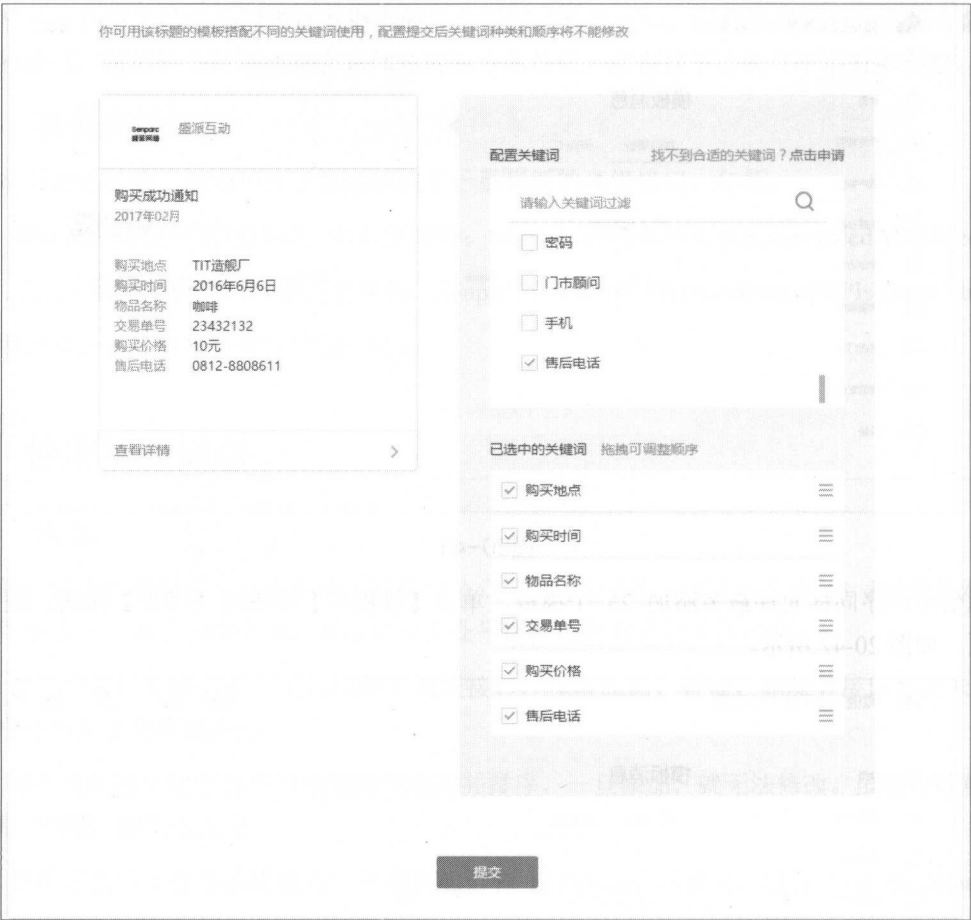 你可用该标题的模板搭配不同的关键词使用，配置提交后关键词种类和顺序将不能修改
Senparc
盛派网络
盛派互动
购买成功通知
2017年02月
购买地点 TIT造舰厂
购买时间 2016年6月6日
物品名称 咖啡
交易单号 23432132
购买价格 10元
售后电话 0812-8808611
查看详情
配置关键词 找不到合适的关键词？点击申请
请输入关键词过滤
密码
门市顾问
手机
售后电话
已选中的关键词 拖拽可调整顺序
购买地点
购买时间
物品名称
交易单号
购买价格
售后电话
提交